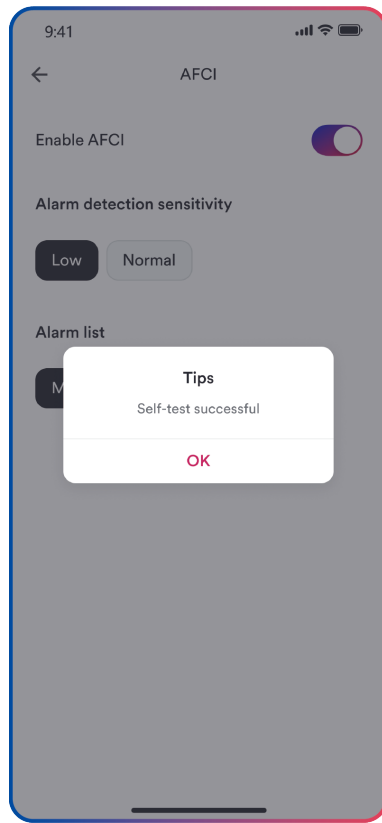 9:41
AFCI
Enable AFCI
Alarm detection sensitivity
Low Normal
Alarm list
Tips
Self-test successful
OK